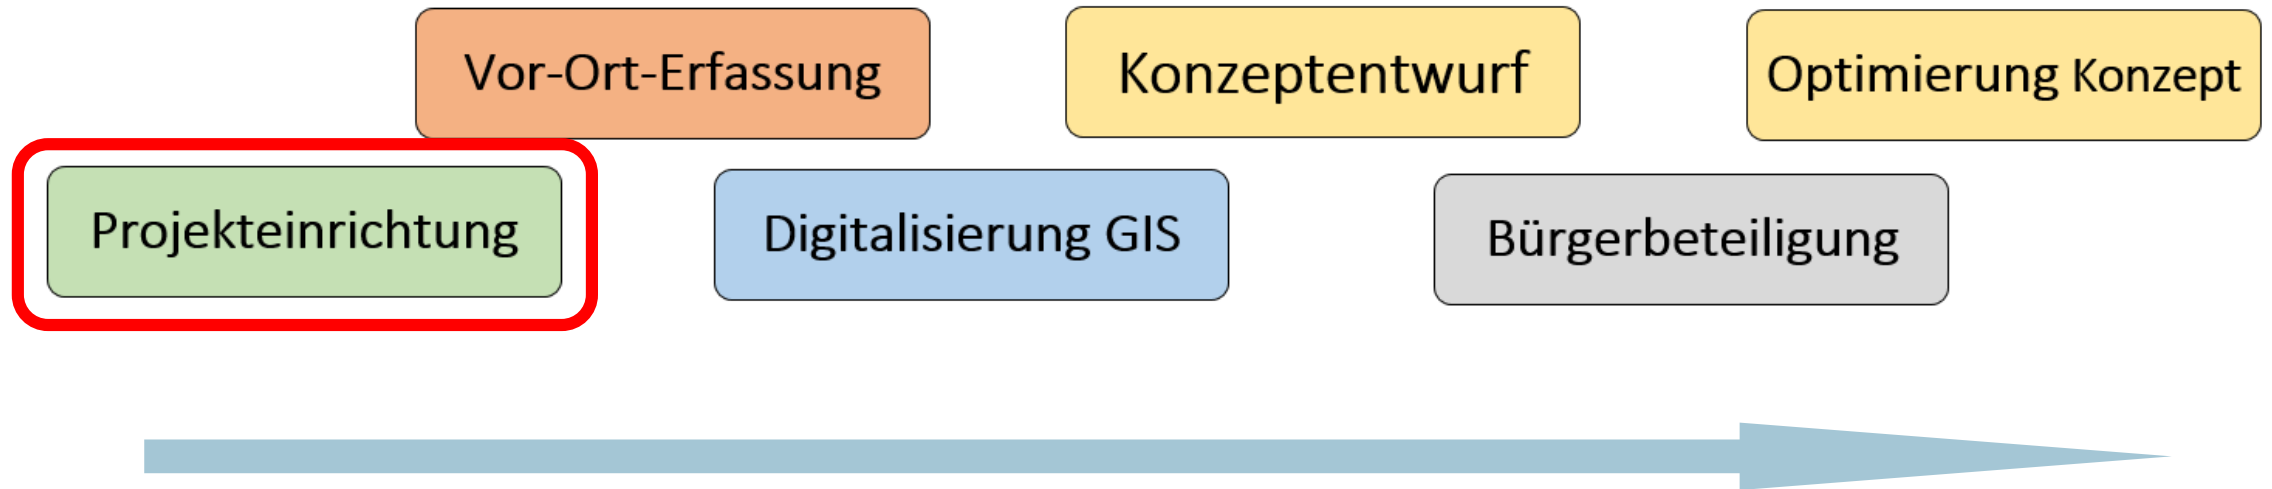 Vor-Ort-Erfassung
Konzeptentwurf
Optimierung Konzept
Projekteinrichtung
Digitalisierung GIS
Bürgerbeteiligung